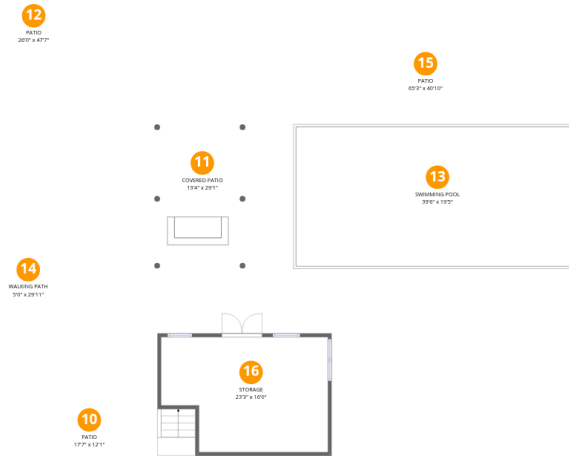 12
PATIO
26'0" x 47'7"
15
PATIO
65'3" x 40'10"
11
COVERED PATIO
13'4" x 29'1"
13
SWIMMING POOL
39'6" x 19'5"
14
WALKING PATH
5'0" x 29'11"
16
STORAGE
23'3" x 16'0"
10
PATIO
17'7" x 12'1"